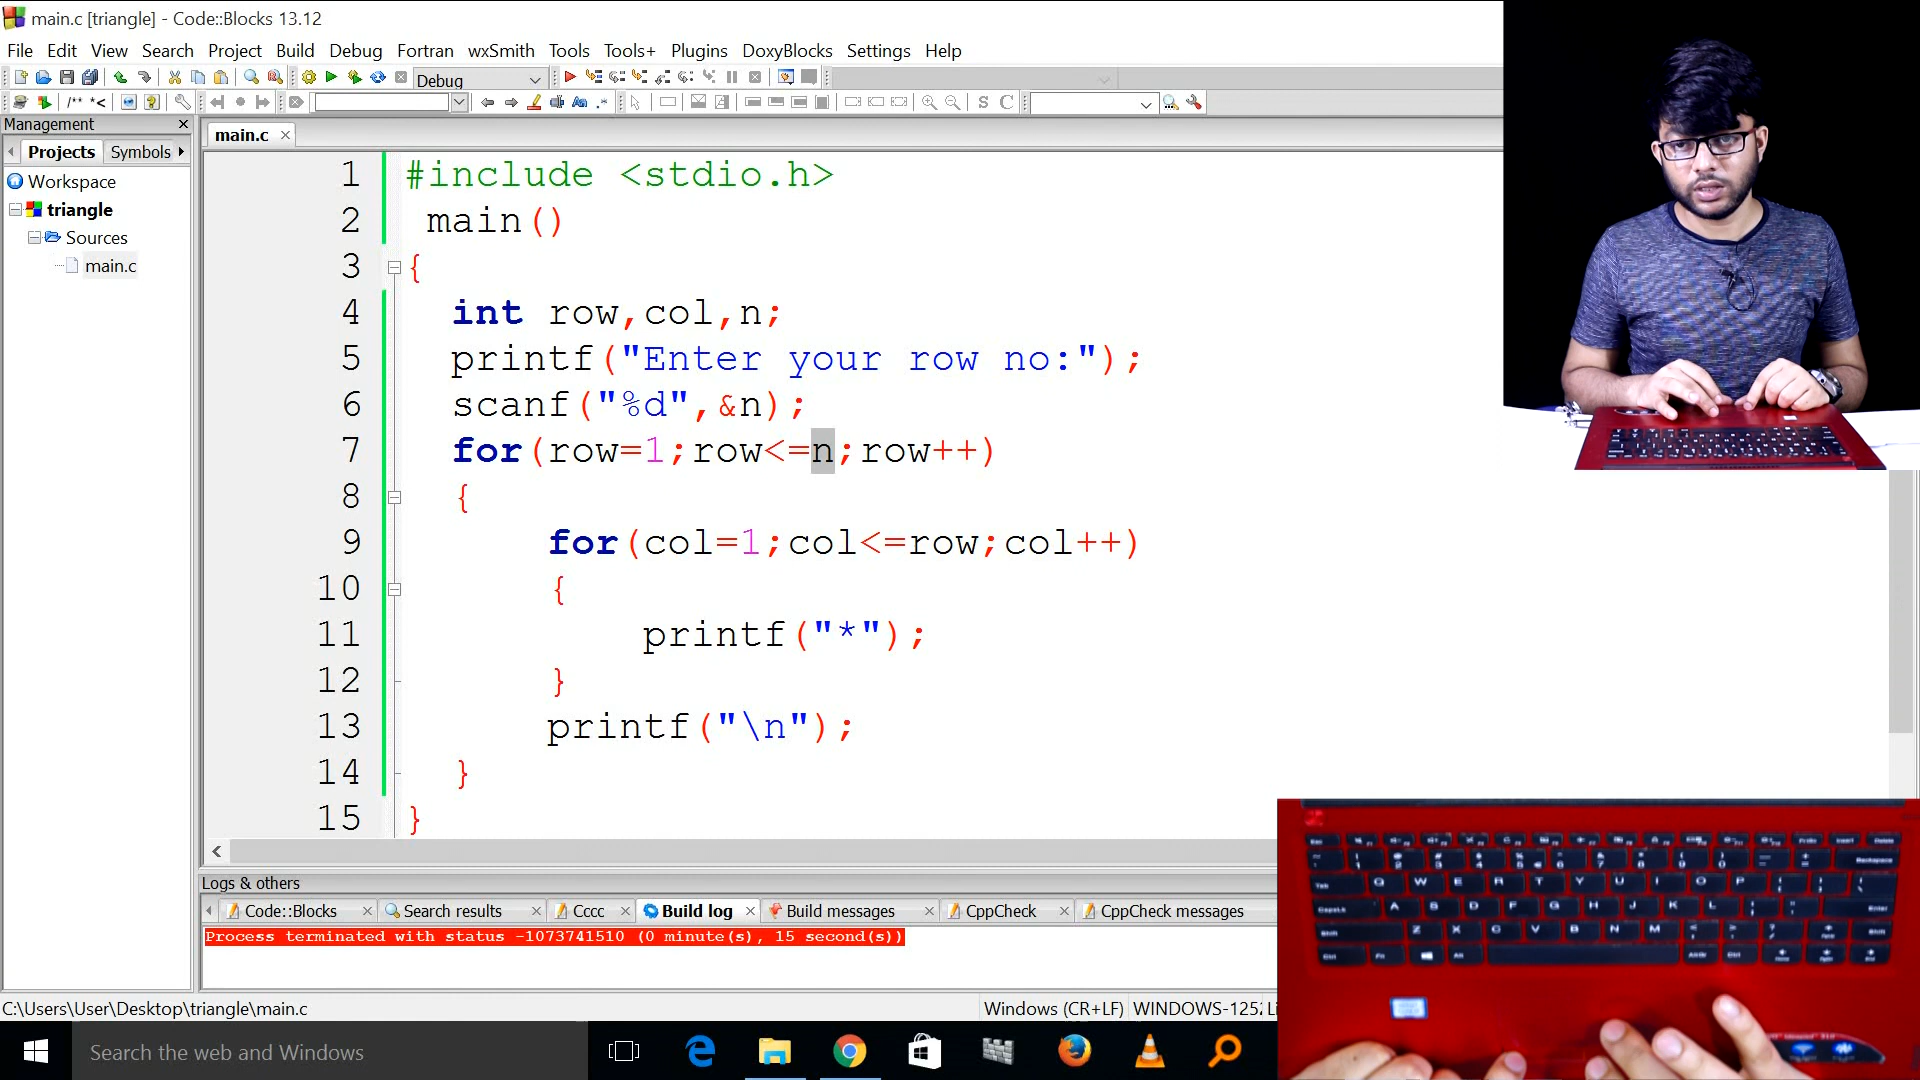 main.c [triangle] - Code::Blocks 13.12
File Edit View Search Project Build Debug Fortran wxSmith Tools Tools+ Plugins DoxyBlocks Settings Help
Debug
/** *<
S C
Management
Projects Symbols
Workspace
triangle
Sources
main.c
main.c
1 #include <stdio.h>
2 main()
3 {
4 int row,col,n;
5 printf("Enter your row no:");
6 scanf("%d",&n);
7 for(row=1;row<=n;row++)
8 {
9 for(col=1;col<=row;col++)
10 {
11 printf("*");
12 }
13 printf("\n");
14 }
15 }
Logs & others
Code::Blocks Search results Cccc Build log Build messages CppCheck CppCheck messages
Process terminated with status -1073741510 (0 minute(s), 15 second(s))
C:\Users\User\Desktop\triangle\main.c Windows (CR+LF) WINDOWS-1252
Search the web and Windows
Q W E R T Y U I O P
A S D F G H J K L
Z X C V B N M